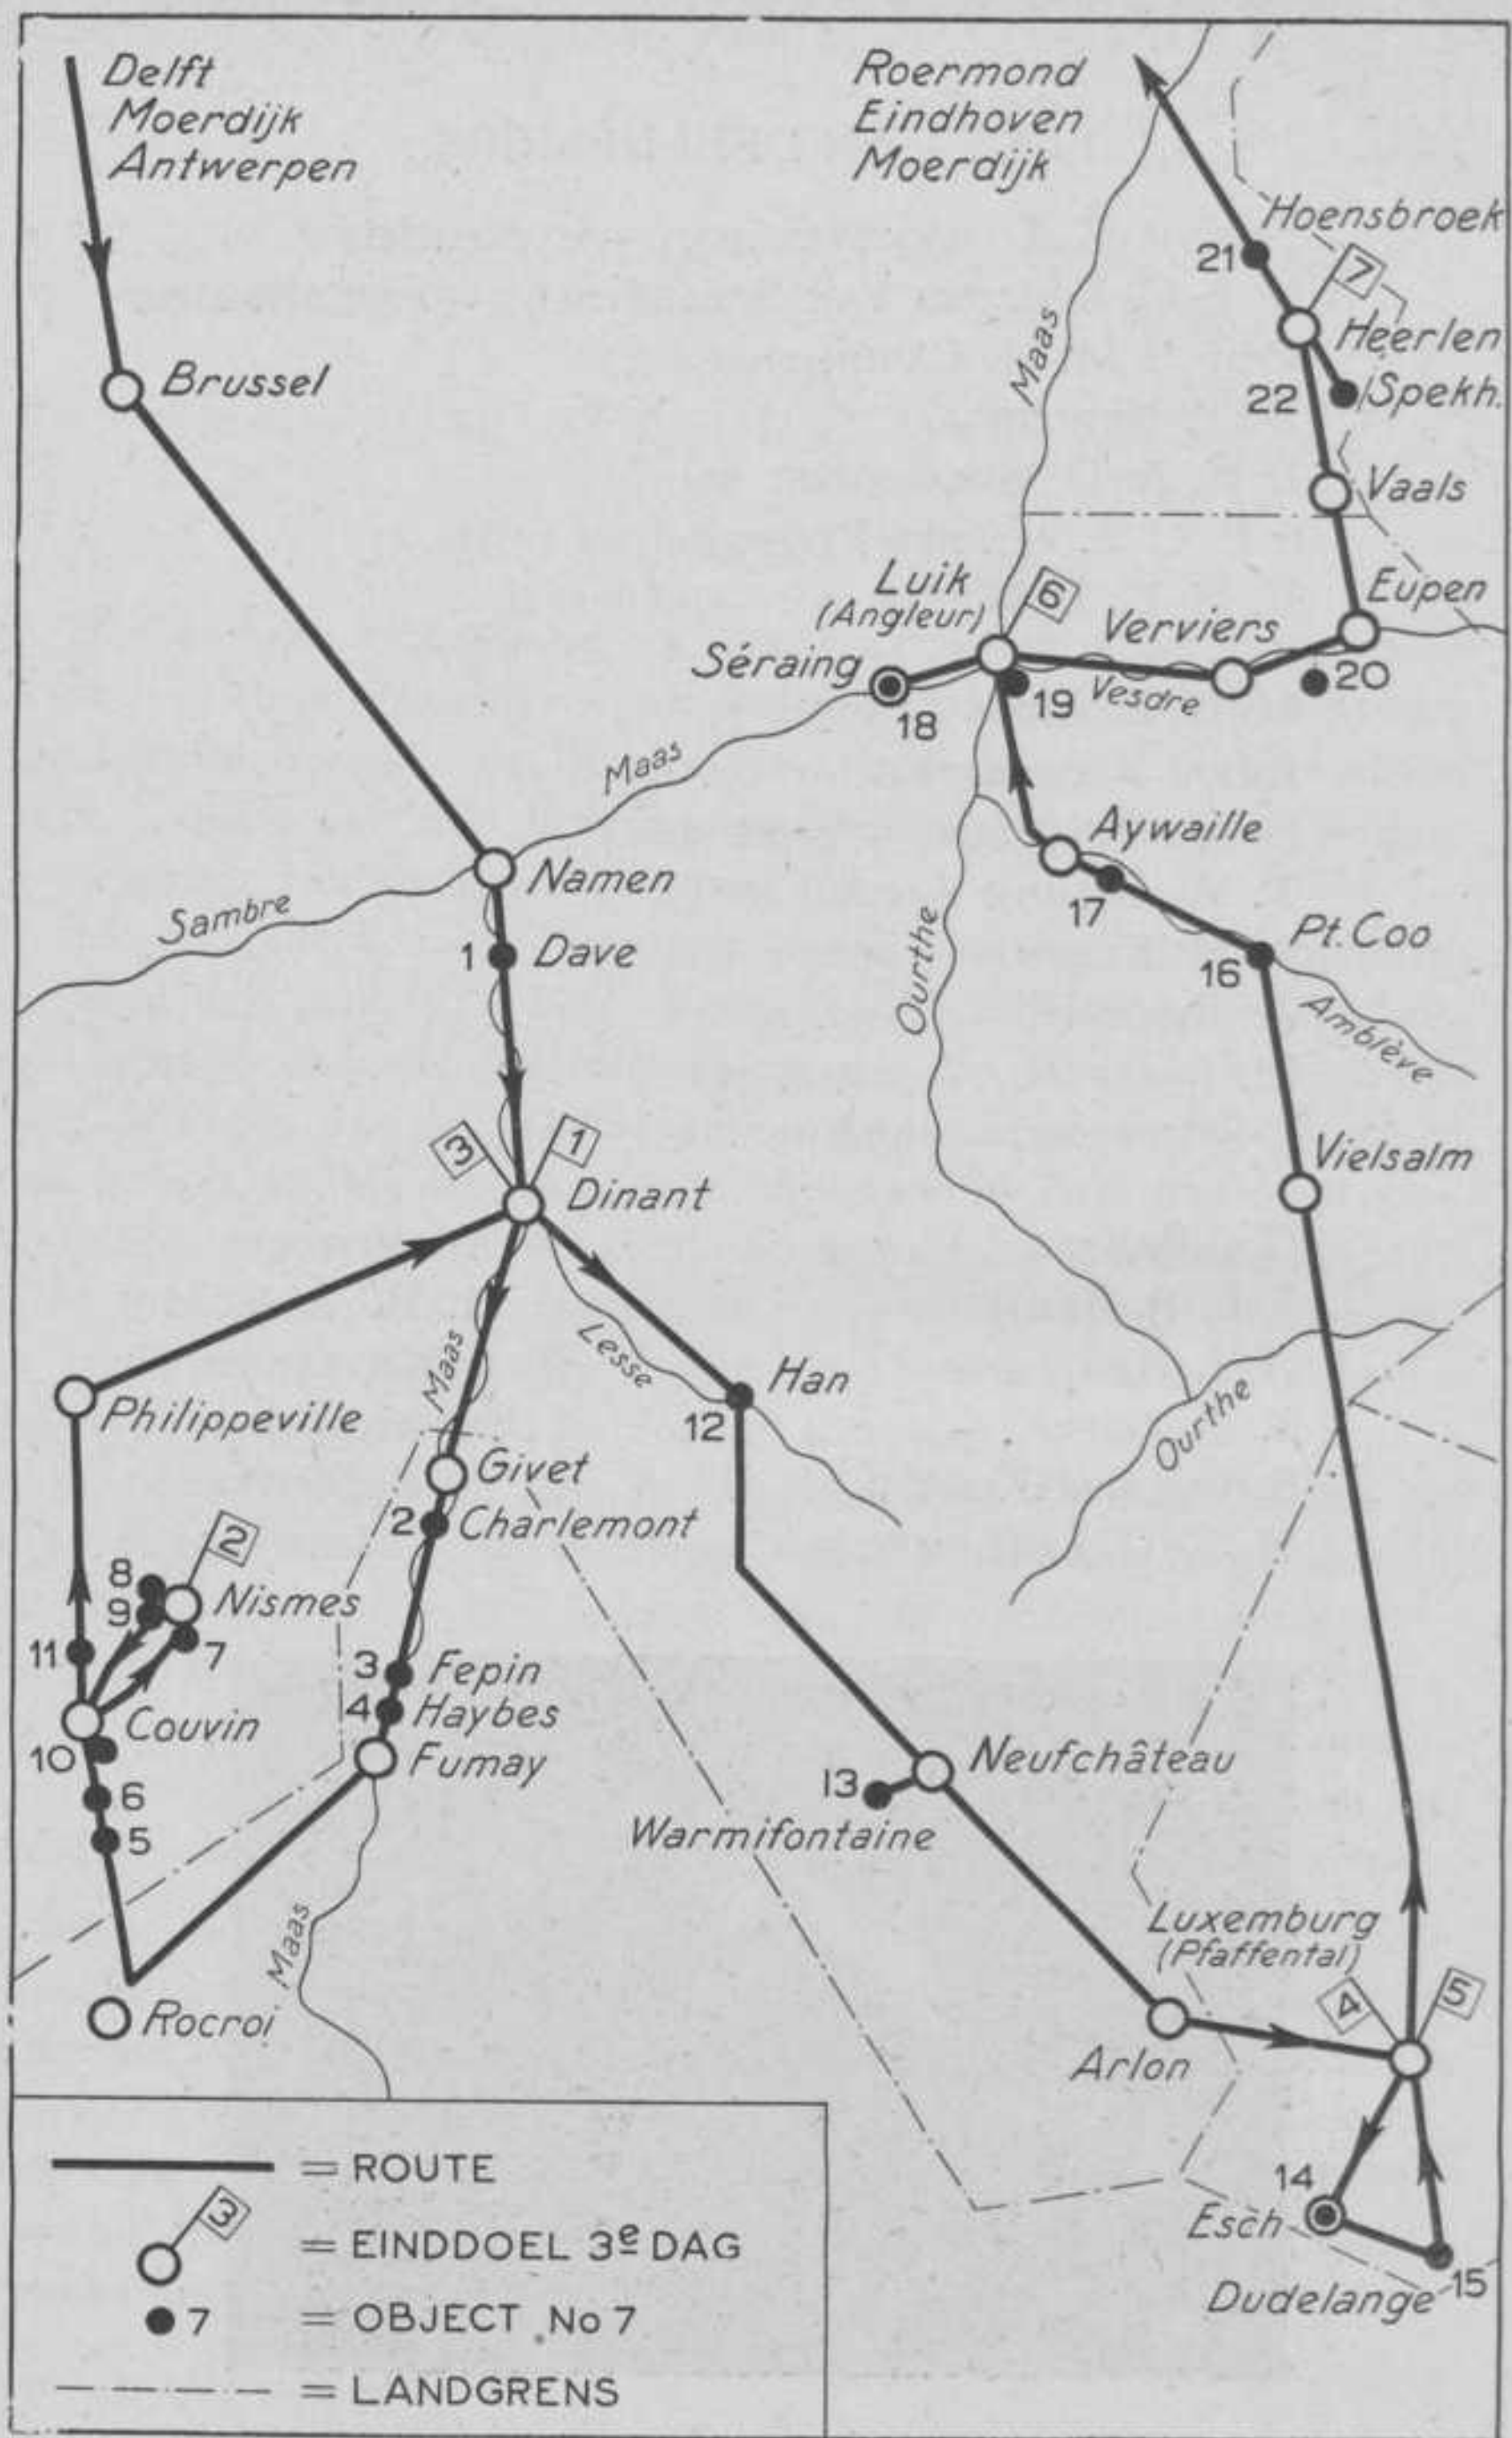 Delft
Moerdijk
Antwerpen
Roermond
Eindhoven
Moerdijk
Hoensbroek
21
7
Heerlen
Brussel
22
Spekh.
Maas
Vaals
Luik
(Angleur)
6
Eupen
Verviers
Séraing
18
19
Vesdre
20
Maas
Aywaille
Namen
17
Sambre
Pt. Coo
1
Dave
Ourthe
16
Amblève
3
1
Vielsalm
Dinant
Maas
Lesse
Han
12
Philippeville
Ourthe
Givet
2
Charlemont
2
8
Nismes
9
7
11
3
Fepin
4
Haybes
Couvin
10
Fumay
Neufchâteau
6
13
5
Warmifontaine
Maas
Luxemburg
(Pfaffental)
Rocroi
4
5
Arlon
14
Esch
15
Dudelange
= ROUTE
3
= EINDDOEL 3e DAG
7
= OBJECT No 7
= LANDGRENS